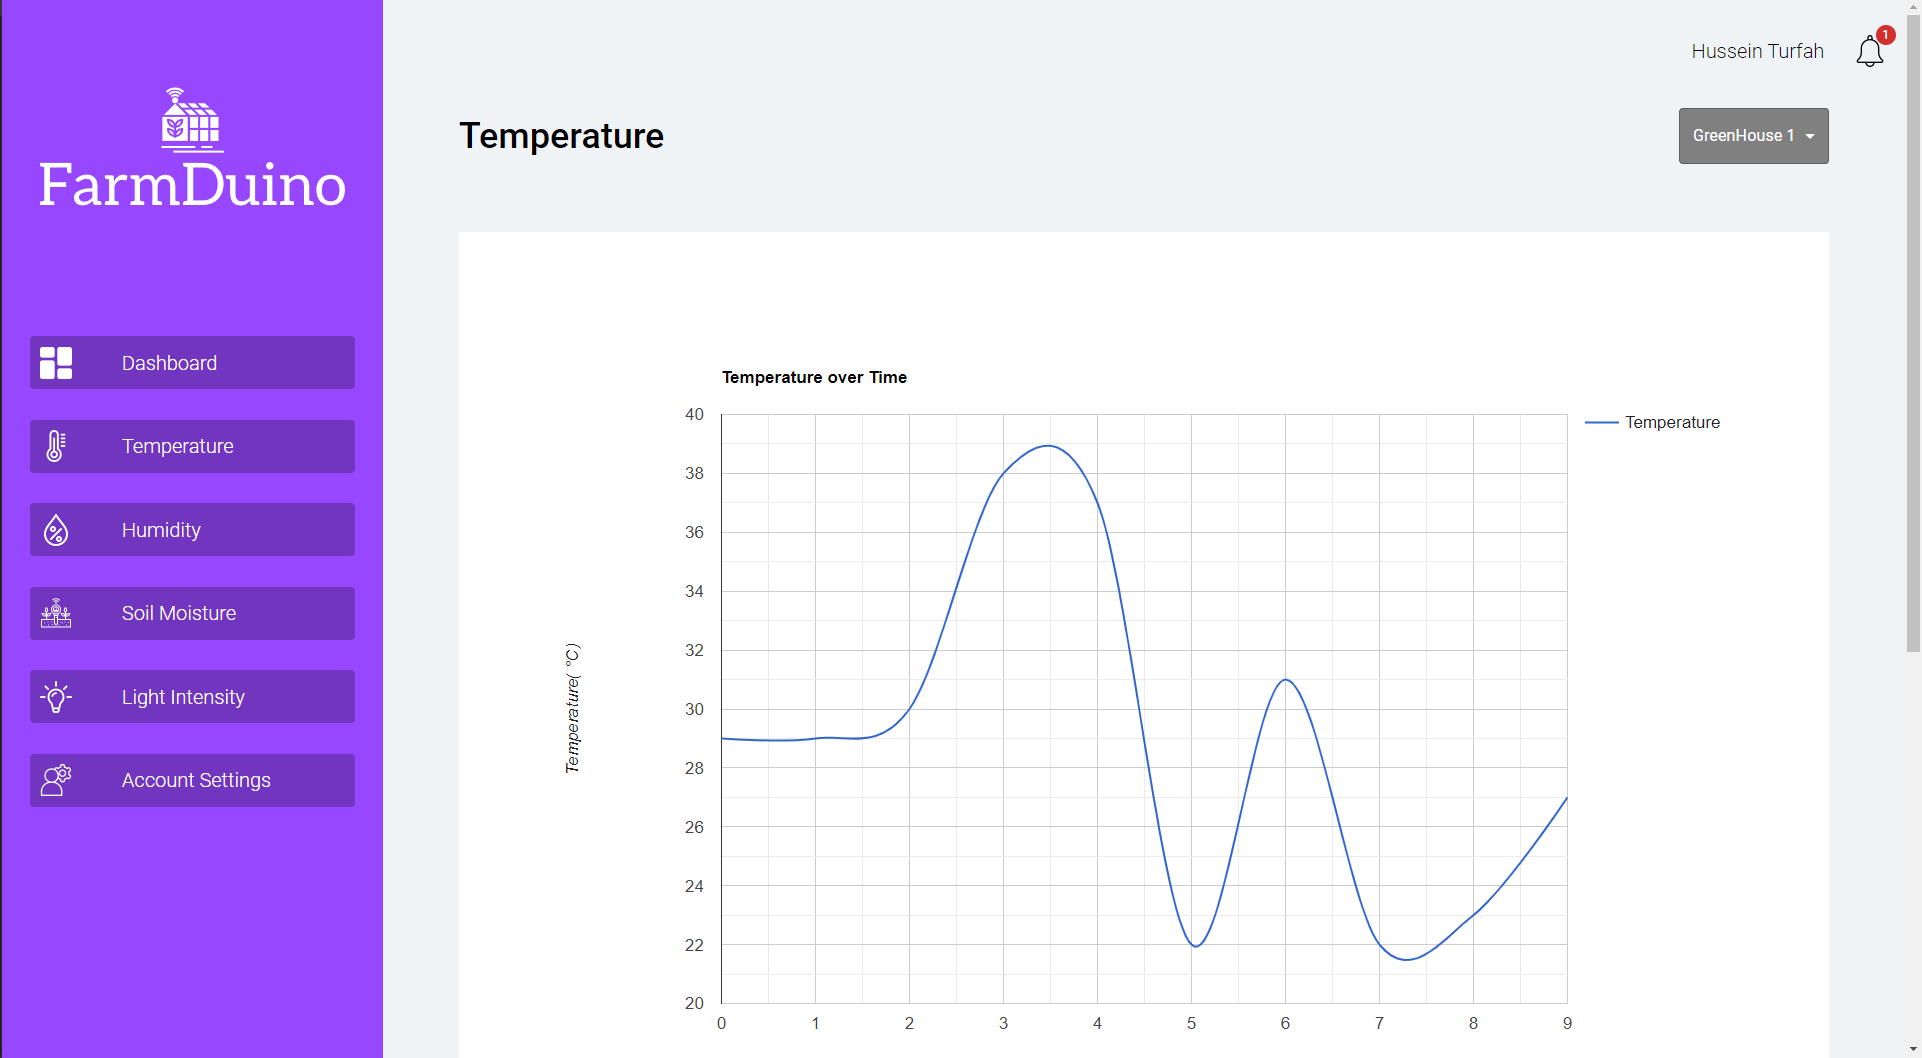 FarmDuino
Dashboard
Temperature
Humidity
Soil Moisture
Light Intensity
Account Settings
Hussein Turfah
1
Temperature
GreenHouse 1
Temperature over Time
Temperature
Temperature( °C)
40
38
36
34
32
30
28
26
24
22
20
0 1 2 3 4 5 6 7 8 9